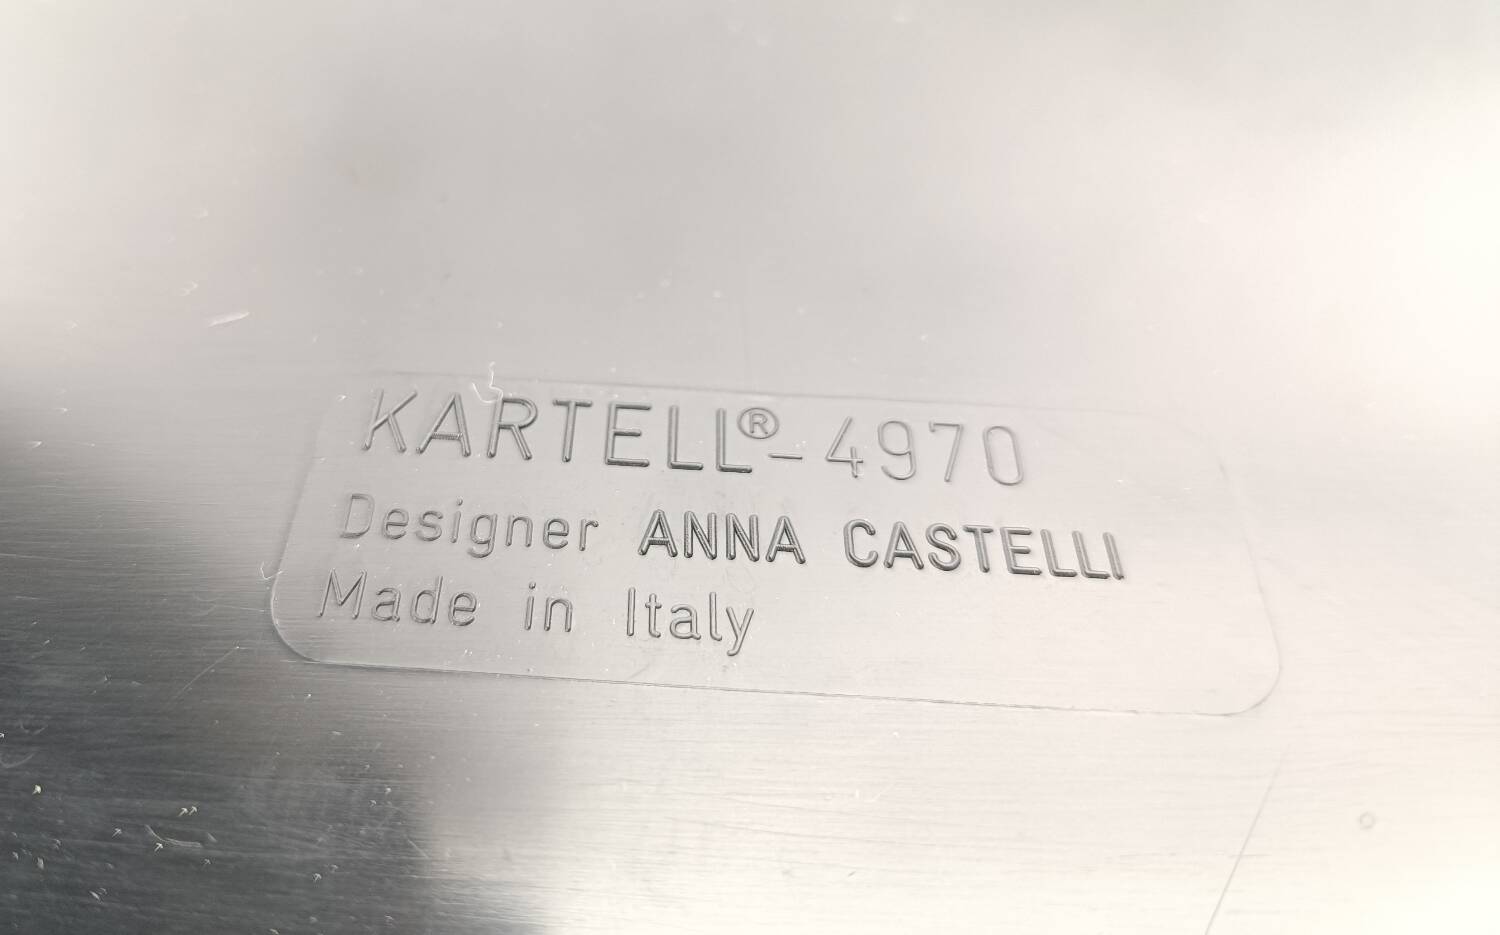 KARTELL®-4970
Designer ANNA CASTELLI
Made in Italy